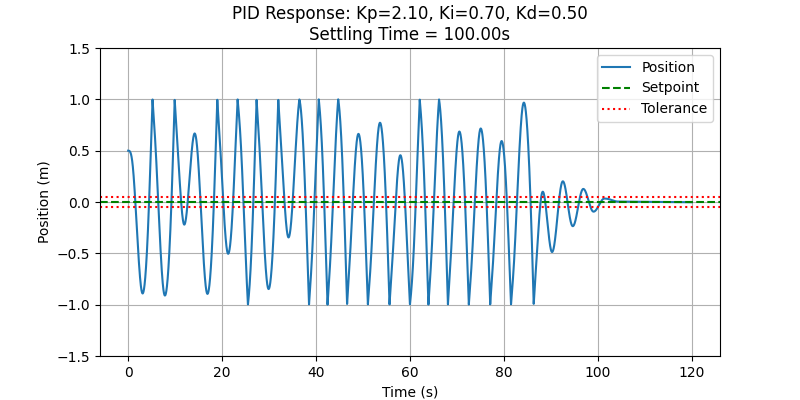 PID Response: Kp=2.10, Ki=0.70, Kd=0.50
Settling Time = 100.00s
Position
Setpoint
Tolerance
Position (m)
1.5
1.0
0.5
0.0
−0.5
−1.0
−1.5
0 20 40 60 80 100 120
Time (s)